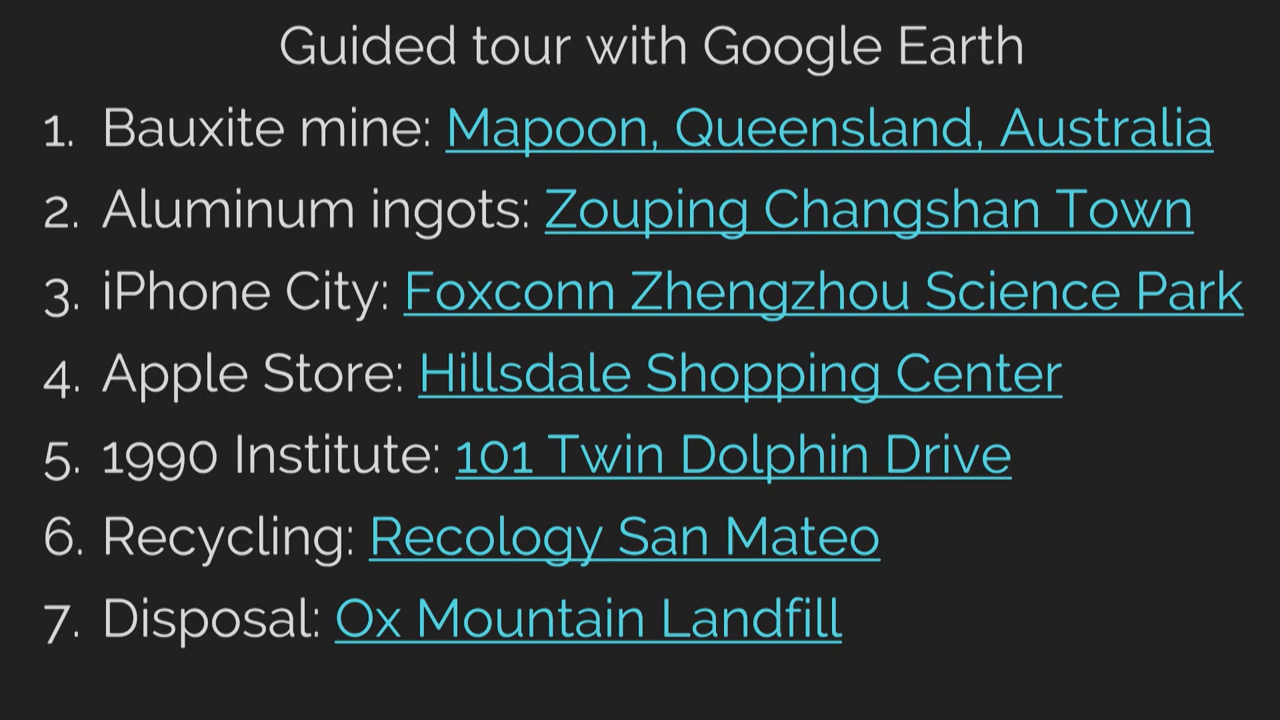 Guided tour with Google Earth
1. Bauxite mine: Mapoon, Queensland, Australia
2. Aluminum ingots: Zouping Changshan Town
3. iPhone City: Foxconn Zhengzhou Science Park
4. Apple Store: Hillsdale Shopping Center
5. 1990 Institute: 101 Twin Dolphin Drive
6. Recycling: Recology San Mateo
7. Disposal: Ox Mountain Landfill